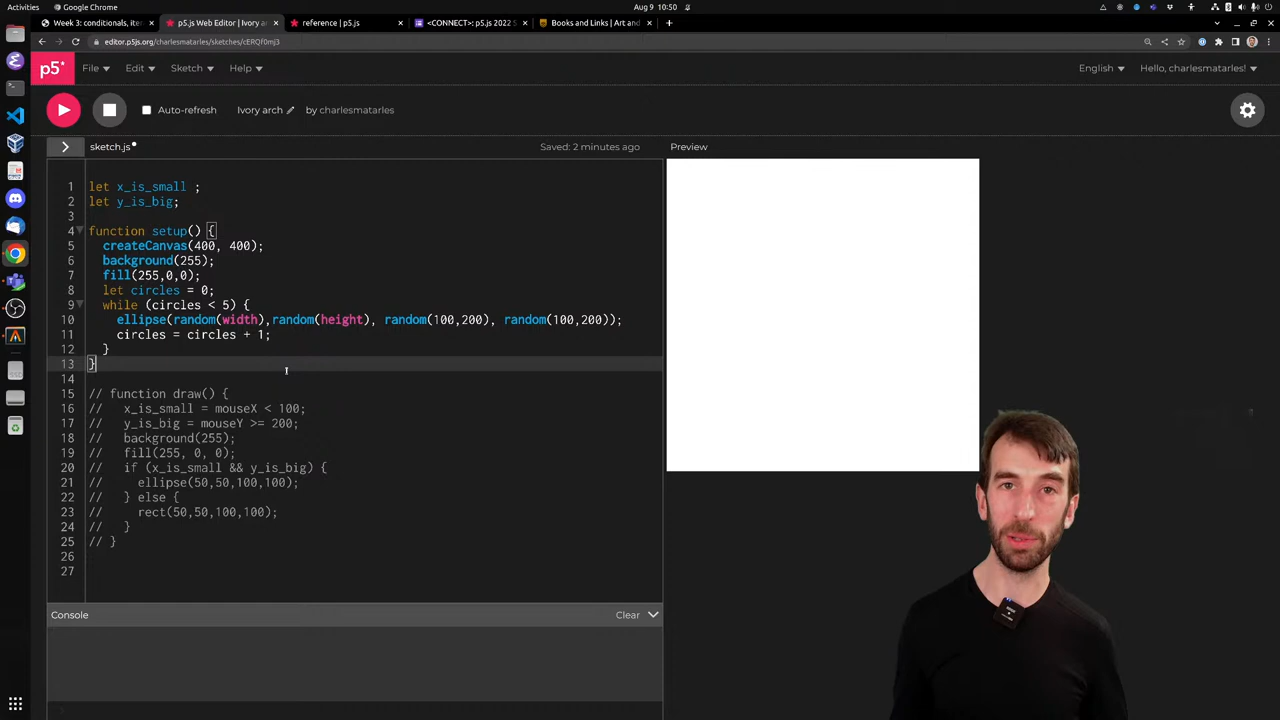 Activities
Google Chrome
Aug 9 10:50
Week 3: conditionals, iter
p5.js Web Editor | Ivory ar
reference | p5.js
<CONNECT>: p5.js 2022 S
Books and Links | Art and
editor.p5js.org/charlesmatarles/sketches/cERQf0mj3
p5* File Edit Sketch Help English Hello, charlesmatarles!
Auto-refresh Ivory arch by charlesmatarles
sketch.js Saved: 2 minutes ago Preview
1 let x_is_small ;
2 let y_is_big;
3
4 function setup() {
5 createCanvas(400, 400);
6 background(255);
7 fill(255,0,0);
8 let circles = 0;
9 while (circles < 5) {
10 ellipse(random(width),random(height), random(100,200), random(100,200));
11 circles = circles + 1;
12 }
13 }
14
15 // function draw() {
16 // x_is_small = mouseX < 100;
17 // y_is_big = mouseY >= 200;
18 // background(255);
19 // fill(255, 0, 0);
20 // if (x_is_small && y_is_big) {
21 // ellipse(50,50,100,100);
22 // } else {
23 // rect(50,50,100,100);
24 // }
25 // }
26
27
Console Clear